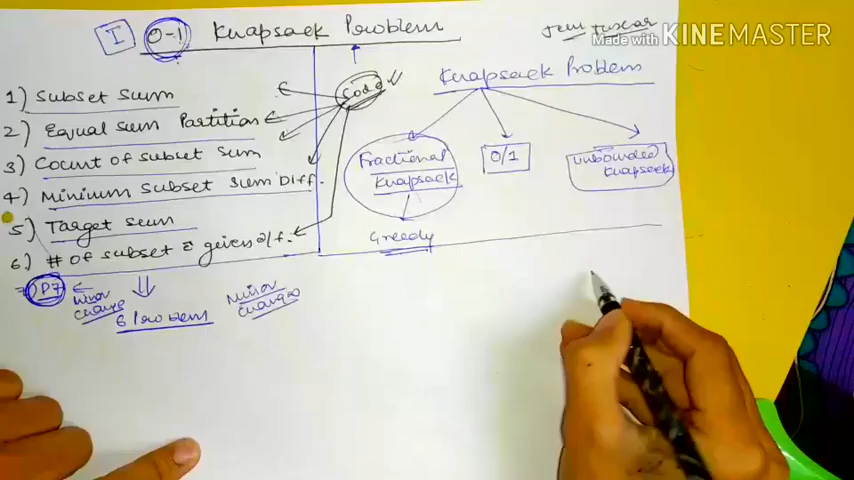 I 0-1 Knapsack Problem
Made with KINEMASTER
1) Subset sum
2) Equal sum Partition
3) Count of subset sum
4) Minimum subset sum Diff.
5) Target sum
6) # of subset
given diff.
7) P7
Minor change
6 Problem
Minor changes
Code
Knapsack Problem
Fractional Knapsack
0/1
Unbounded Knapsack
Greedy